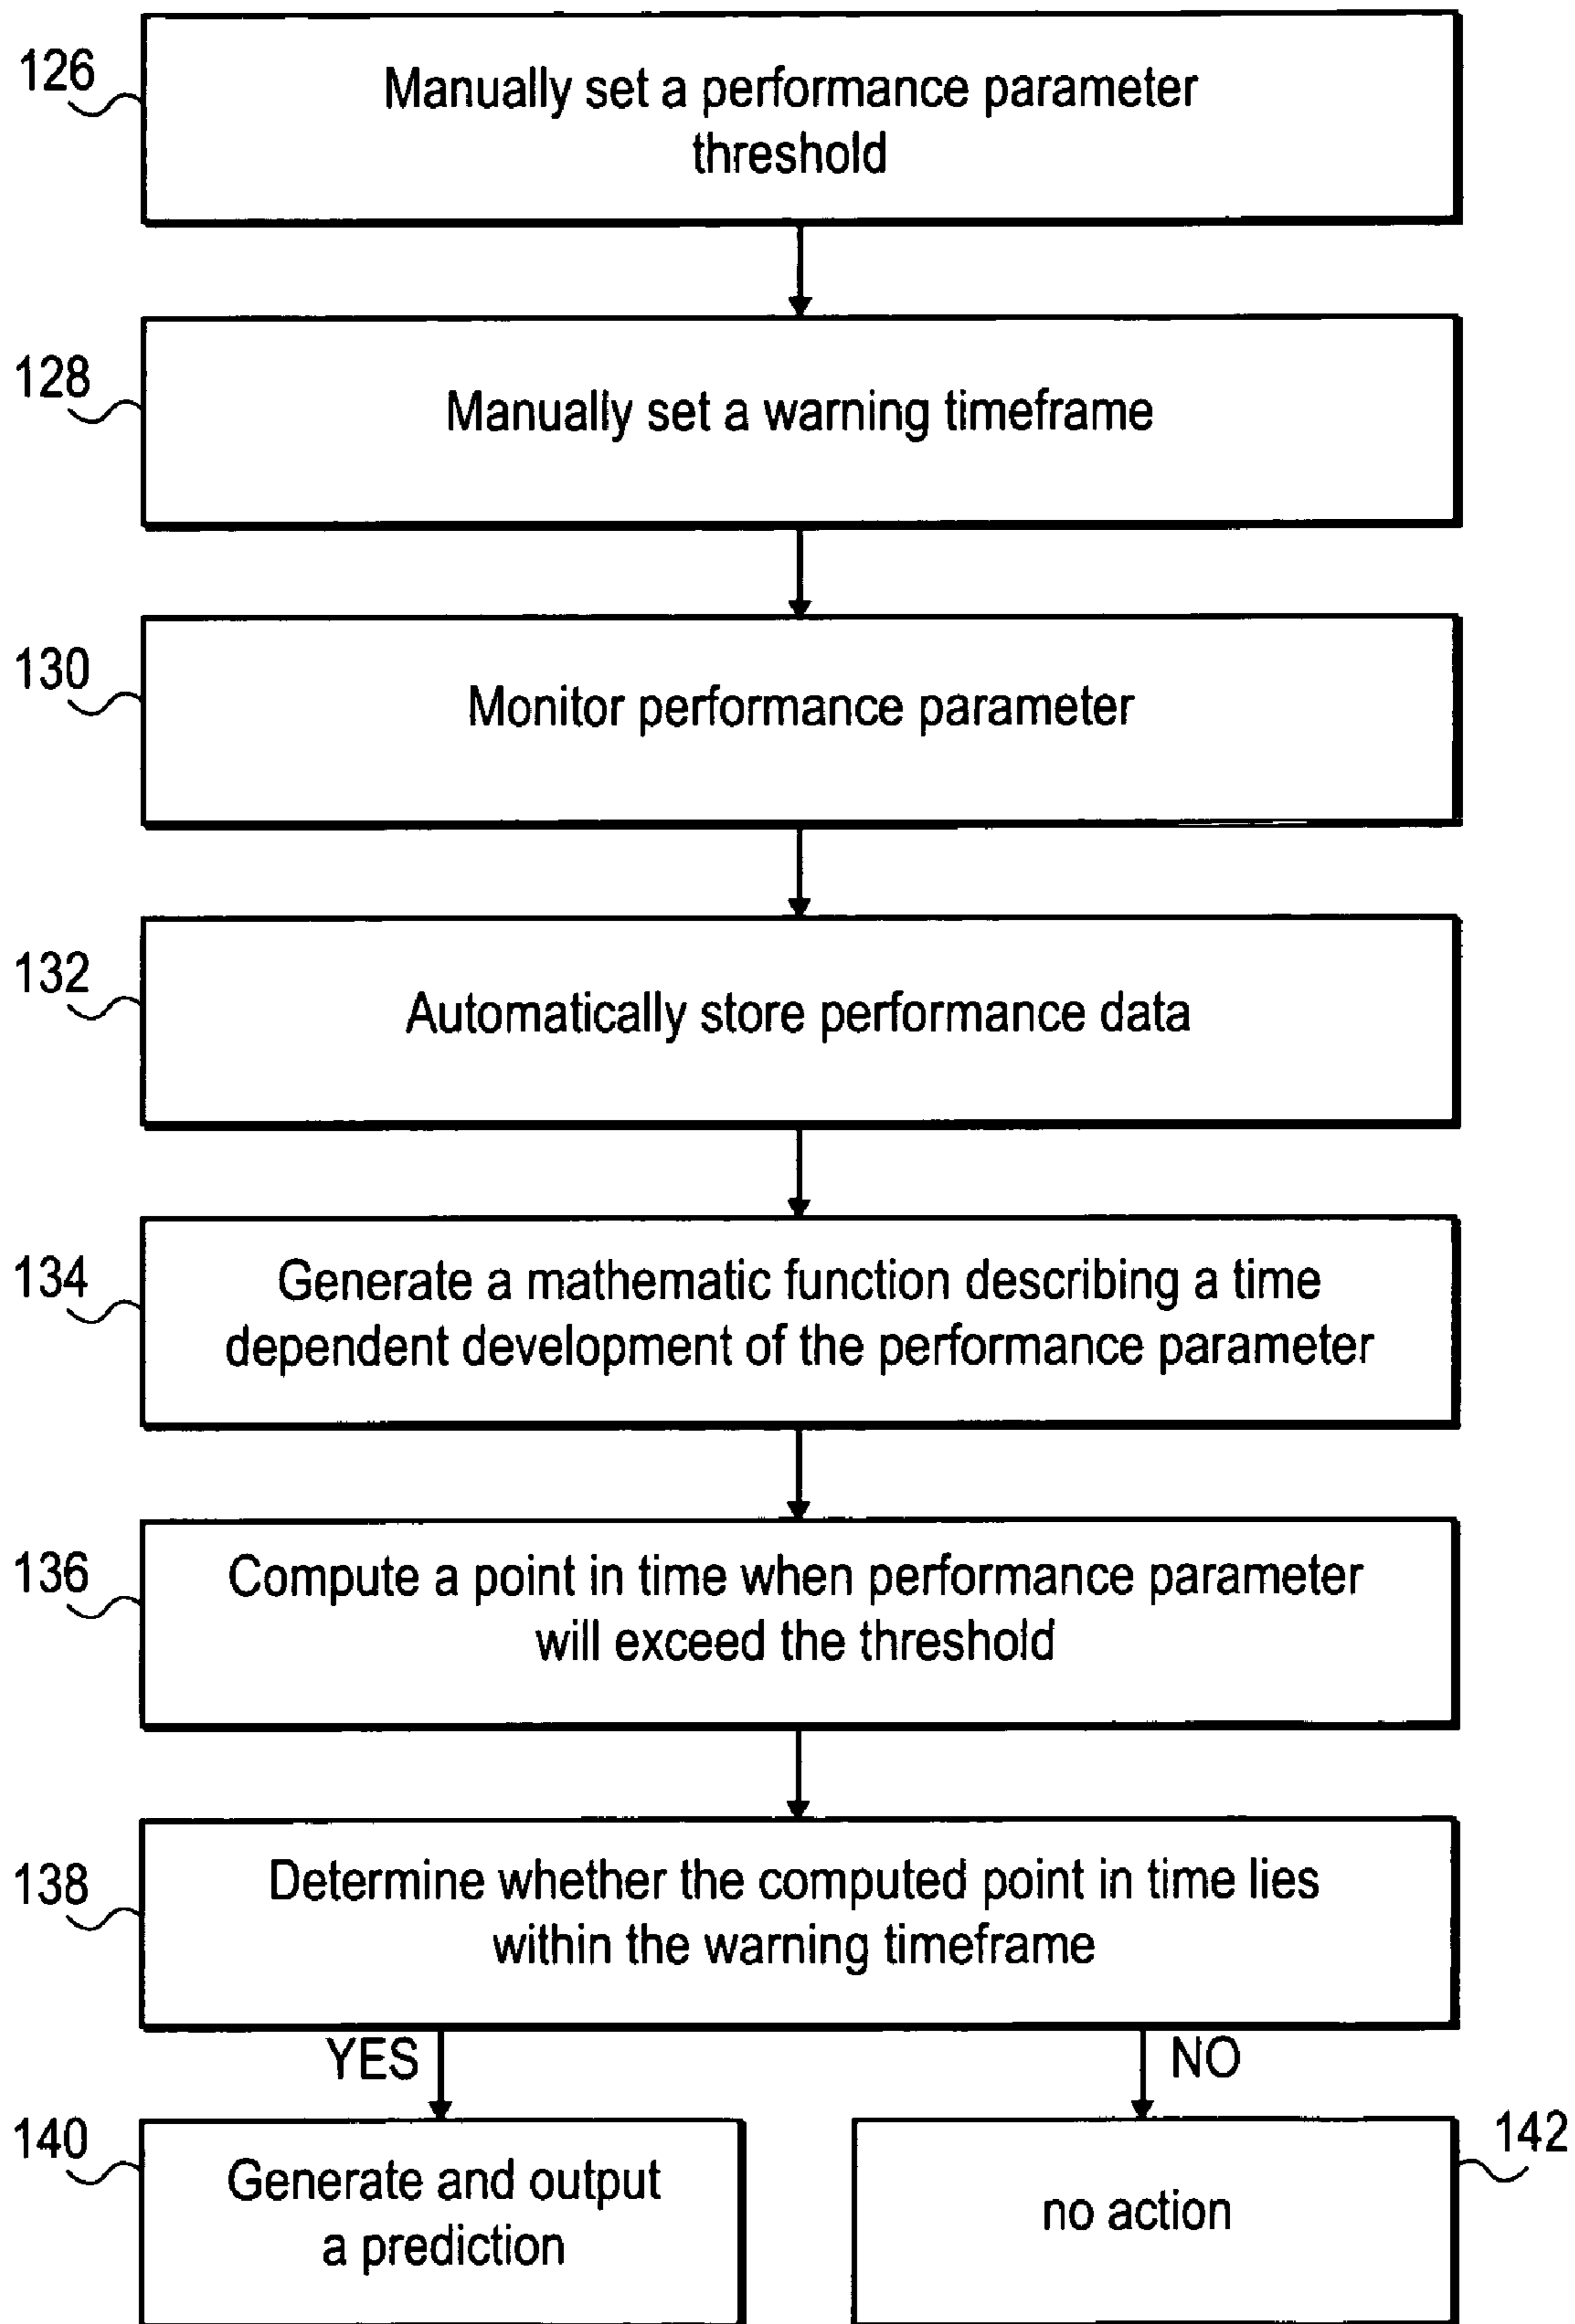 126
Manually set a performance parameter
threshold
128
Manually set a warning timeframe
130
Monitor performance parameter
132
Automatically store performance data
134
Generate a mathematic function describing a time
dependent development of the performance parameter
136
Compute a point in time when performance parameter
will exceed the threshold
138
Determine whether the computed point in time lies
within the warning timeframe
YES
NO
140
Generate and output
a prediction
no action
142